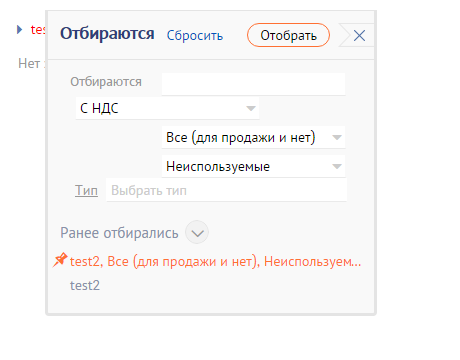 tes
Отбираются Сбросить Отобрать
Нет
Отбираются
С НДС
Все (для продажи и нет)
Неиспользуемые
Тип Выбрать тип
Ранее отбирались
test2, Все (для продажи и нет), Неиспользуем...
test2